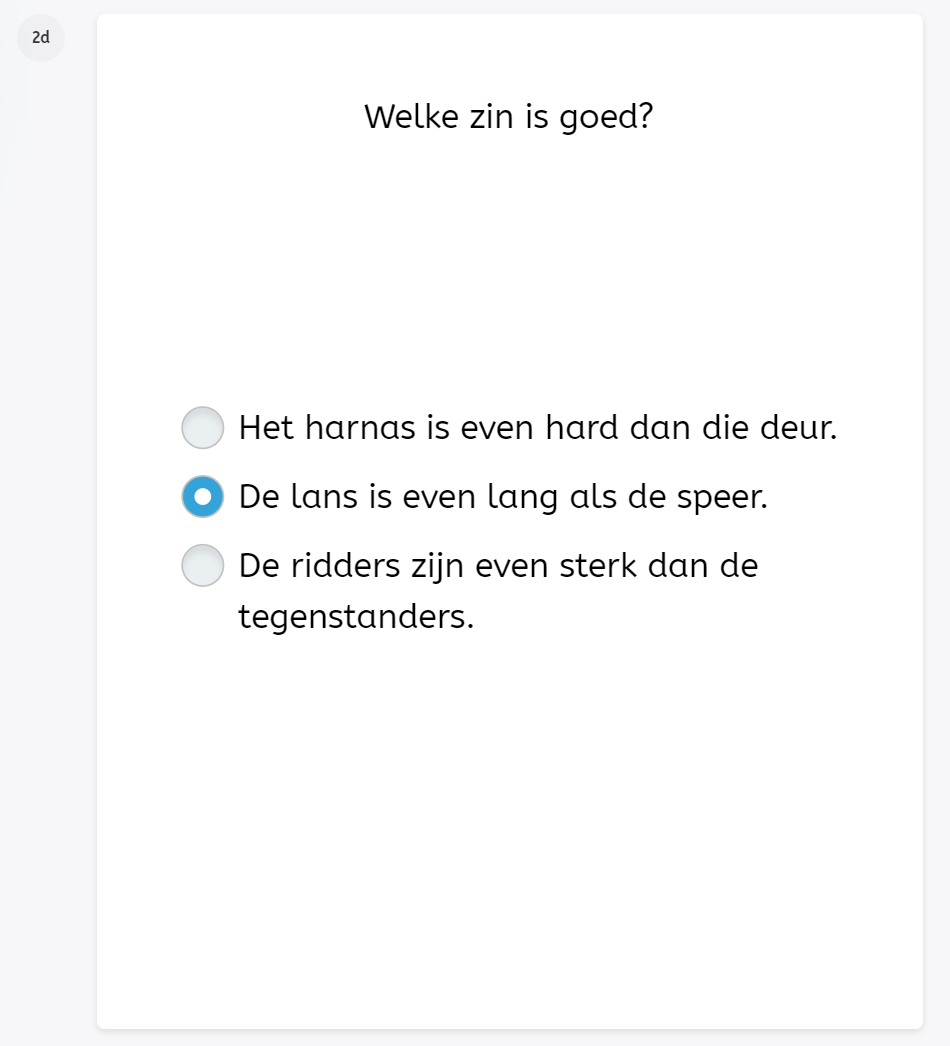 2d
Welke zin is goed?
Het harnas is even hard dan die deur.
De lans is even lang als de speer.
De ridders zijn even sterk dan de
tegenstanders.